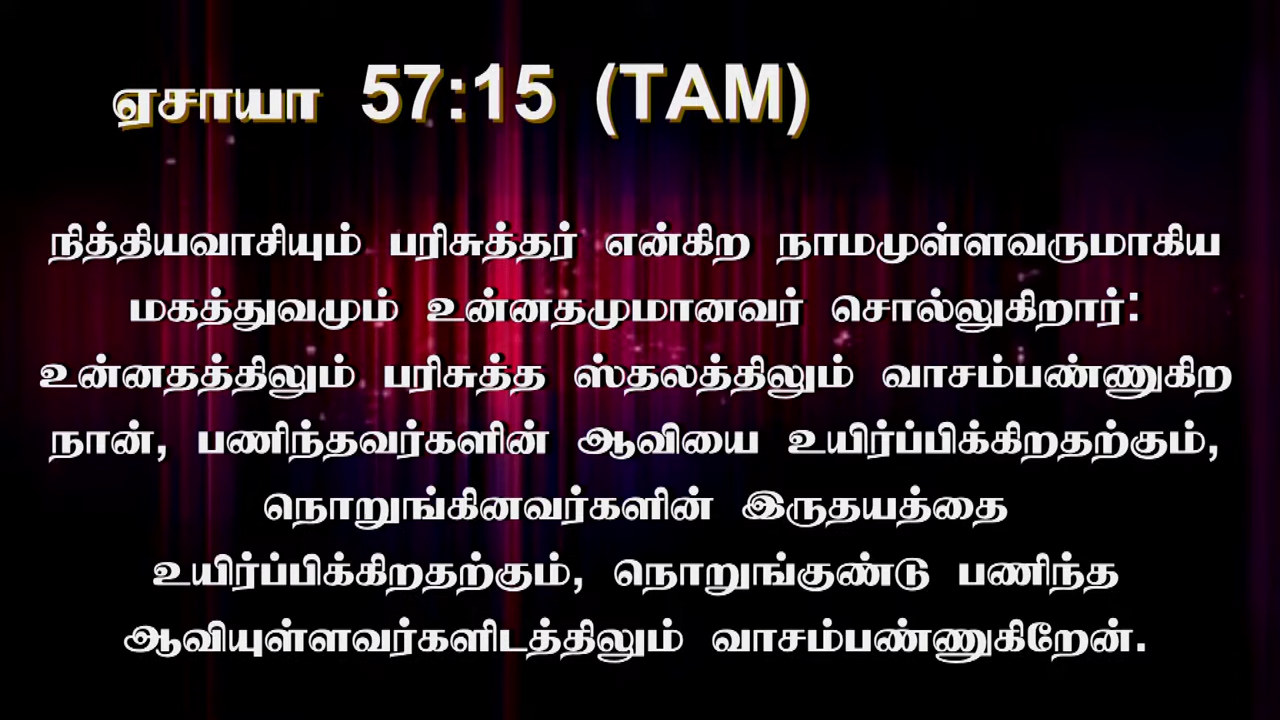 ஏசாயா 57:15 (TAM)
நித்தியவாசியும் பரிசுத்தர் என்கிற நாமமுள்ளவருமாகிய
மகத்துவமும் உன்னதமுமானவர் சொல்லுகிறார்:
உன்னதத்திலும் பரிசுத்த ஸ்தலத்திலும் வாசம்பண்ணுகிற
நான், பணிந்தவர்களின் ஆவியை உயிர்ப்பிக்கிறதற்கும்,
நொறுங்கினவர்களின் இருதயத்தை
உயிர்ப்பிக்கிறதற்கும், நொறுங்குண்டு பணிந்த
ஆவியுள்ளவர்களிடத்திலும் வாசம்பண்ணுகிறேன்.